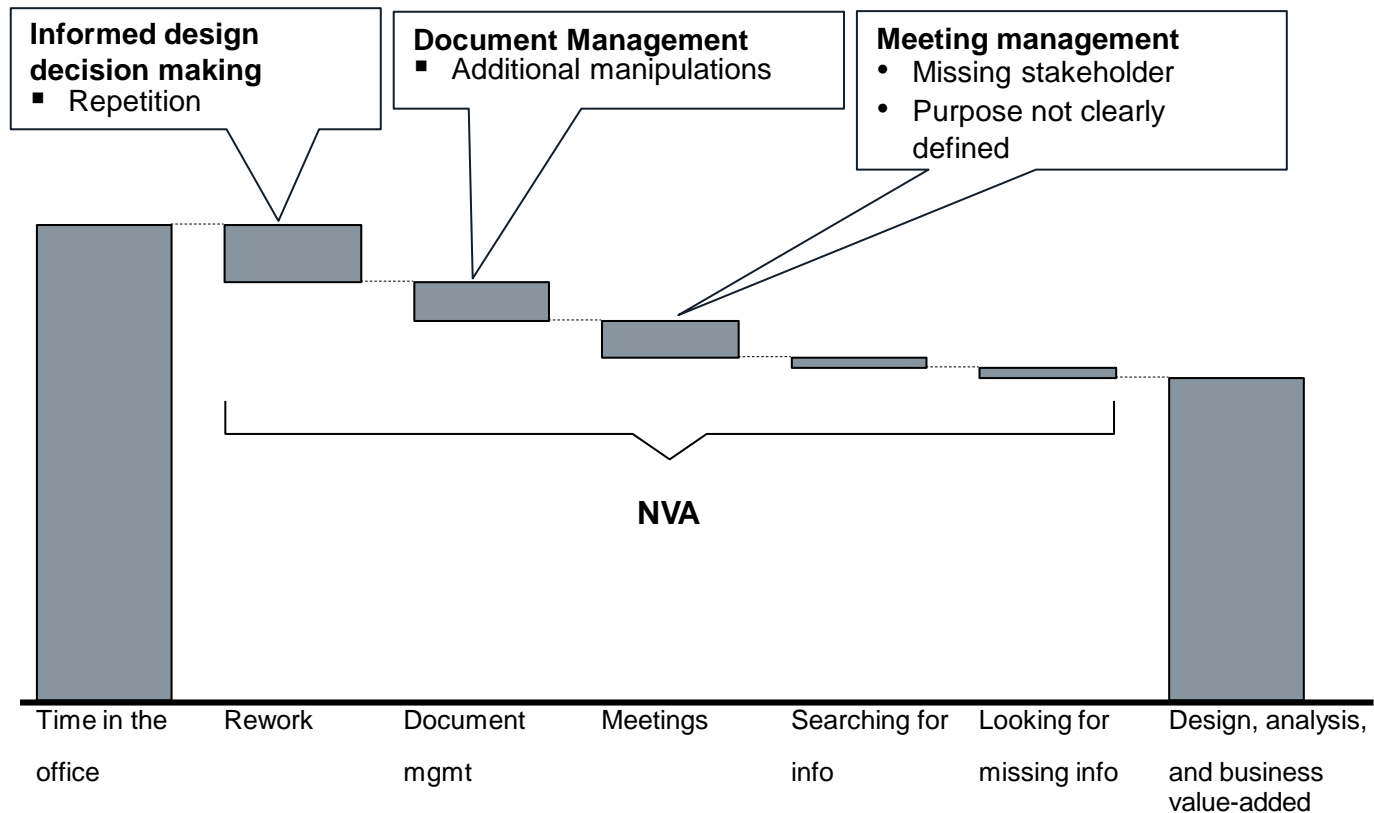 Informed design
decision making
▪ Repetition
Document Management
▪ Additional manipulations
Meeting management
• Missing stakeholder
• Purpose not clearly
defined
NVA
Time in the
office
Rework
Document
mgmt
Meetings
Searching for
info
Looking for
missing info
Design, analysis,
and business
value-added